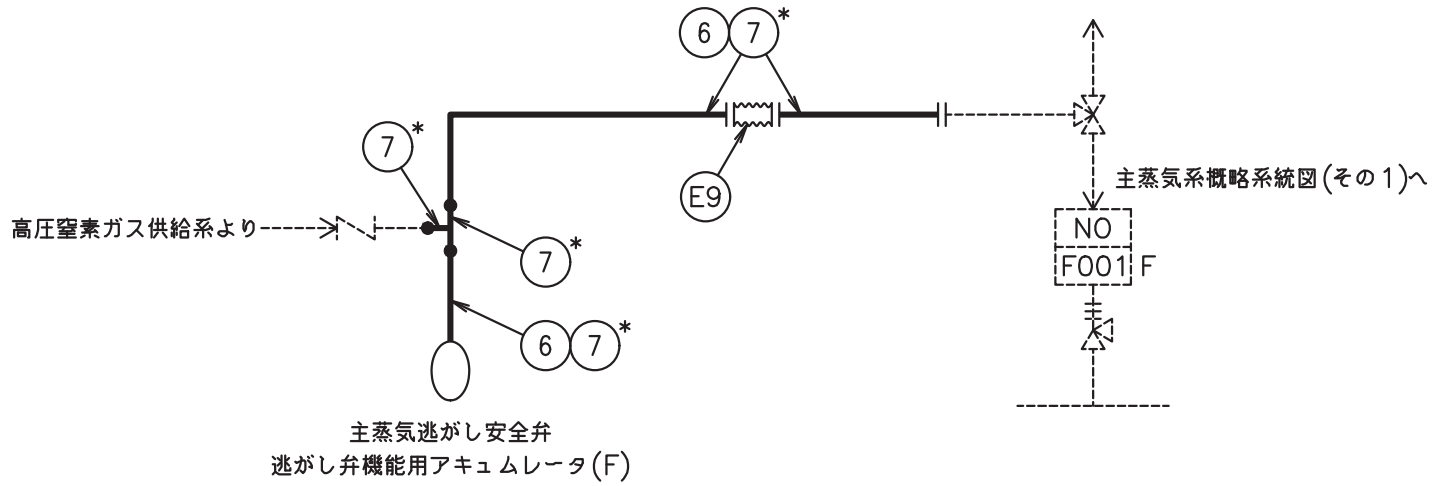 6 7*
7*
E9
主蒸気系概略系統図(その1)へ
高圧窒素ガス供給系より
NO
7*
F001 F
6 7*
主蒸気逃がし安全弁
逃がし弁機能用アキュムレータ(F)